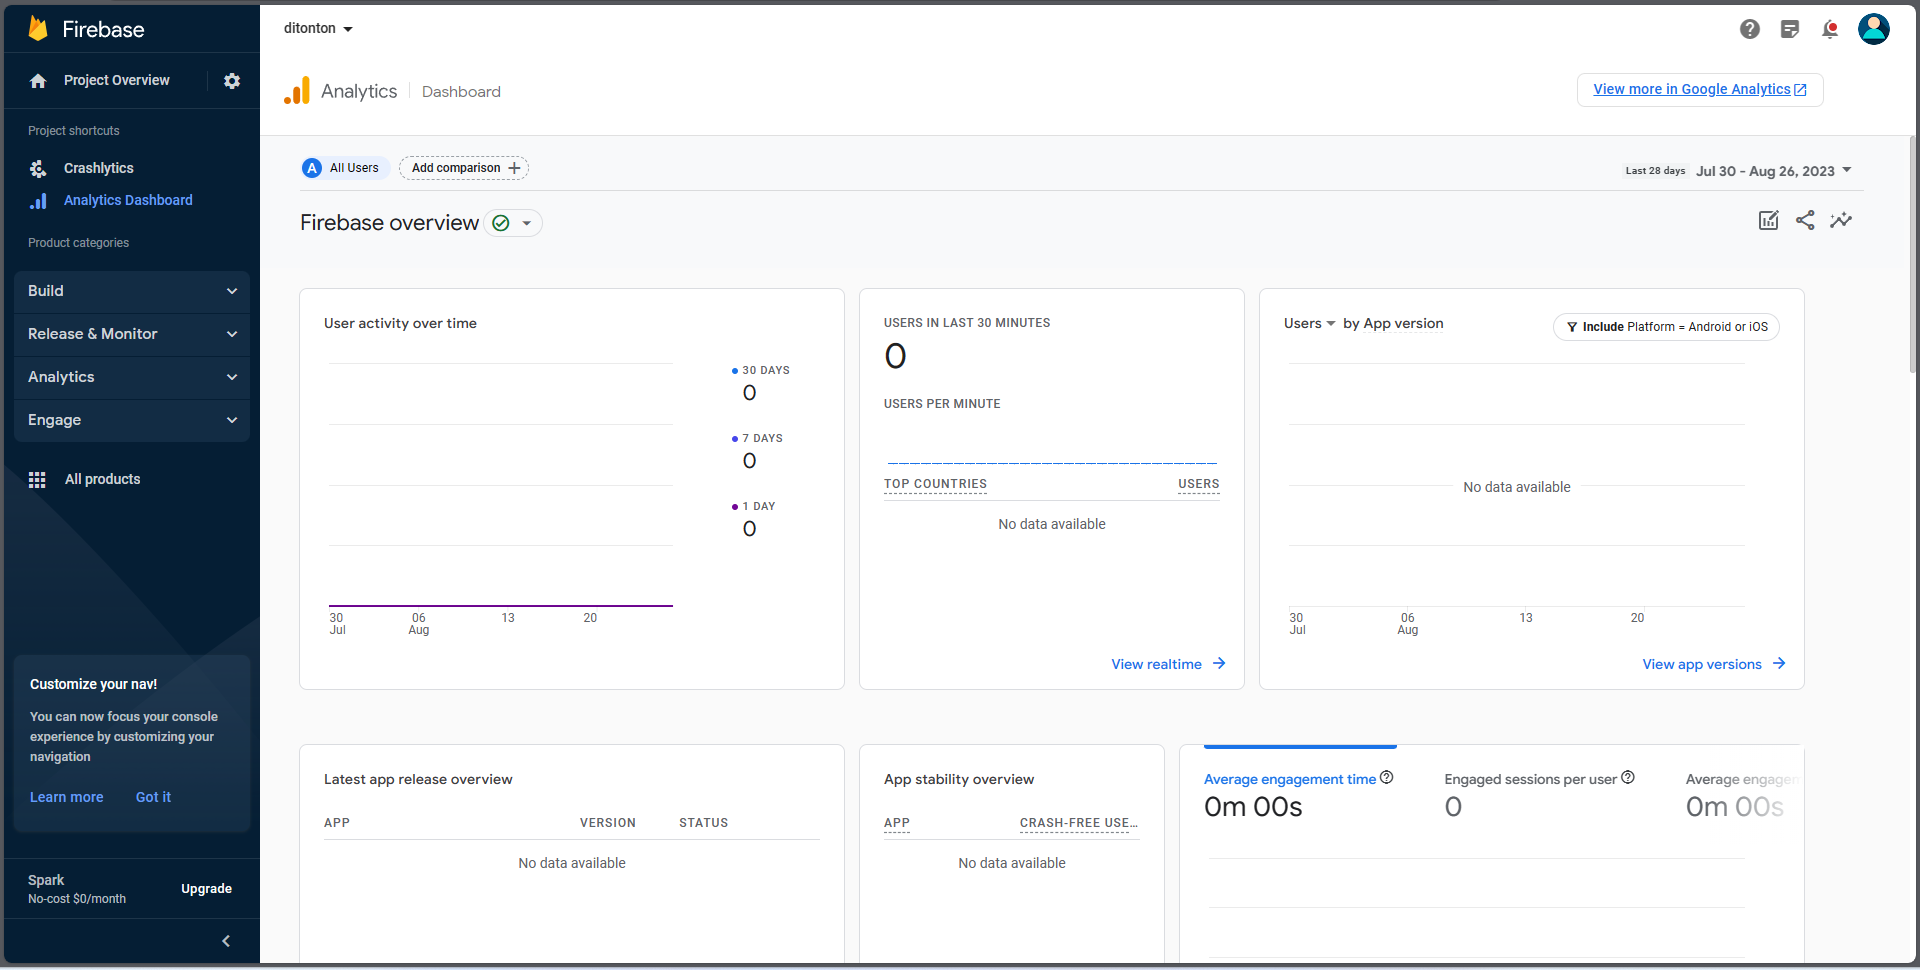 Firebase
Project Overview
Project shortcuts
Crashlytics
Analytics Dashboard
Product categories
Build
Release & Monitor
Analytics
Engage
All products
Customize your nav!
You can now focus your console
experience by customizing your
navigation
Learn more Got it
Spark
No-cost $0/month
Upgrade
ditonton
Analytics Dashboard
View more in Google Analytics
A All Users Add comparison
Last 28 days Jul 30 - Aug 26, 2023
Firebase overview
User activity over time
30 DAYS
0
7 DAYS
0
1 DAY
0
30 06 13 20
Jul Aug
USERS IN LAST 30 MINUTES
0
USERS PER MINUTE
TOP COUNTRIES USERS
No data available
View realtime
Users by App version
Include Platform = Android or iOS
No data available
30 06 13 20
Jul Aug
View app versions
Latest app release overview
APP VERSION STATUS
No data available
App stability overview
APP CRASH-FREE USE...
No data available
Average engagement time Engaged sessions per user Average engagen
0m 00s 0 0m 00s